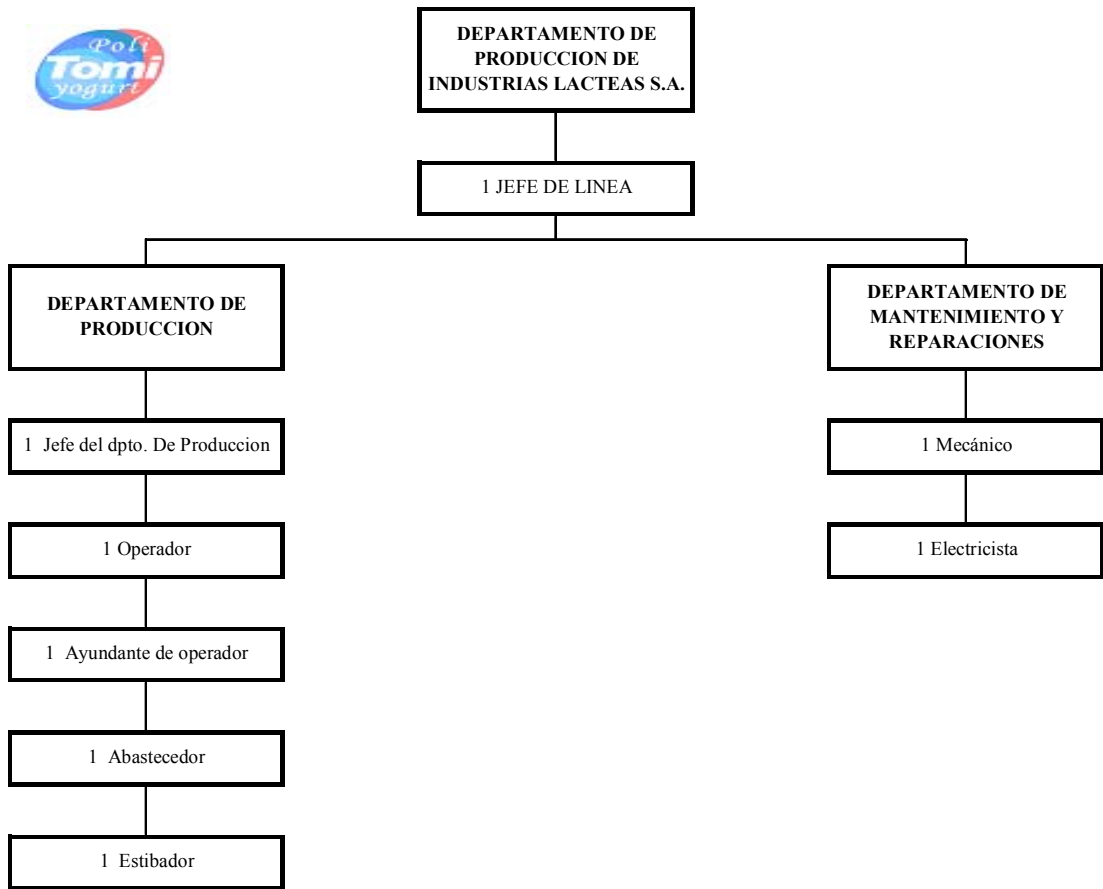 Poli
Tomi
yogurt
DEPARTAMENTO DE
PRODUCCION DE
INDUSTRIAS LACTEAS S.A.
1 JEFE DE LINEA
DEPARTAMENTO DE
PRODUCCION
1 Jefe del dpto. De Produccion
1 Operador
1 Ayundante de operador
1 Abastecedor
1 Estibador
DEPARTAMENTO DE
MANTENIMIENTO Y
REPARACIONES
1 Mecánico
1 Electricista